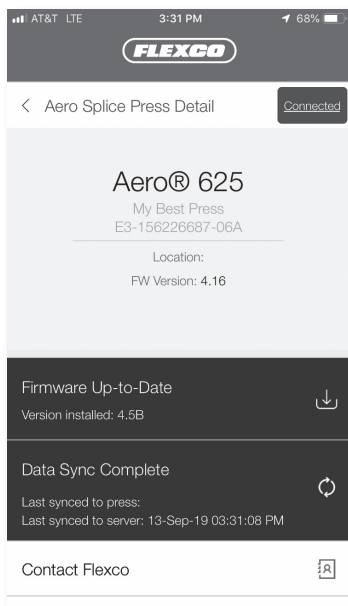 AT&T LTE 3:31 PM 68%
FLEXCO
Aero Splice Press Detail Connected
Aero® 625
My Best Press
E3-156226687-06A
Location:
FW Version: 4.16
Firmware Up-to-Date
Version installed: 4.5B
Data Sync Complete
Last synced to press:
Last synced to server: 13-Sep-19 03:31:08 PM
Contact Flexco